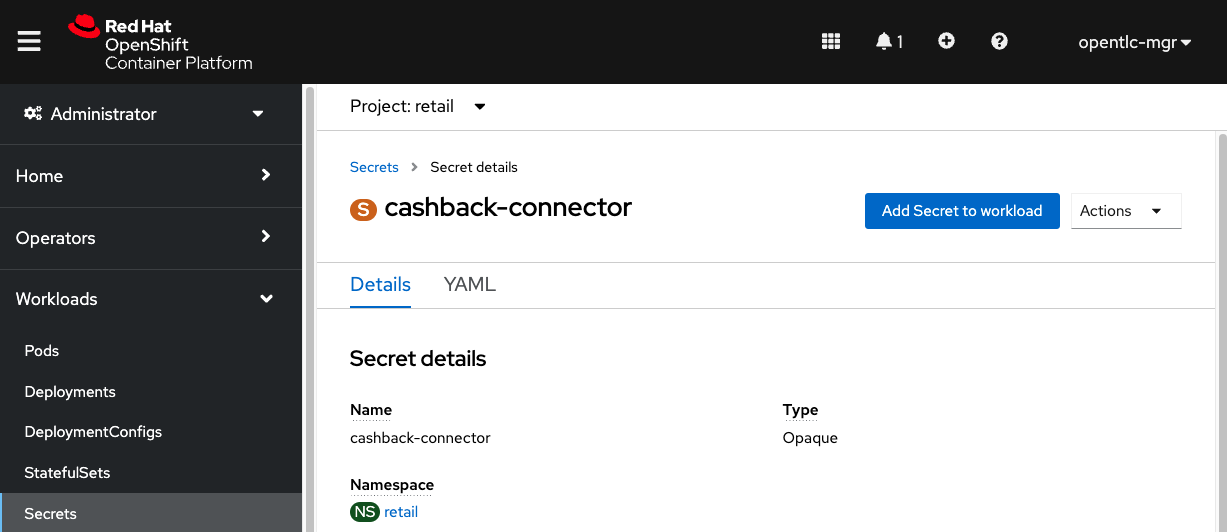 Red Hat
OpenShift
Container Platform
1
opentlc-mgr
Administrator
Home
Operators
Workloads
Pods
Deployments
DeploymentConfigs
StatefulSets
Secrets
Project: retail
Secrets > Secret details
S cashback-connector
Add Secret to workload
Actions
Details YAML
Secret details
Name
cashback-connector
Type
Opaque
Namespace
NS retail